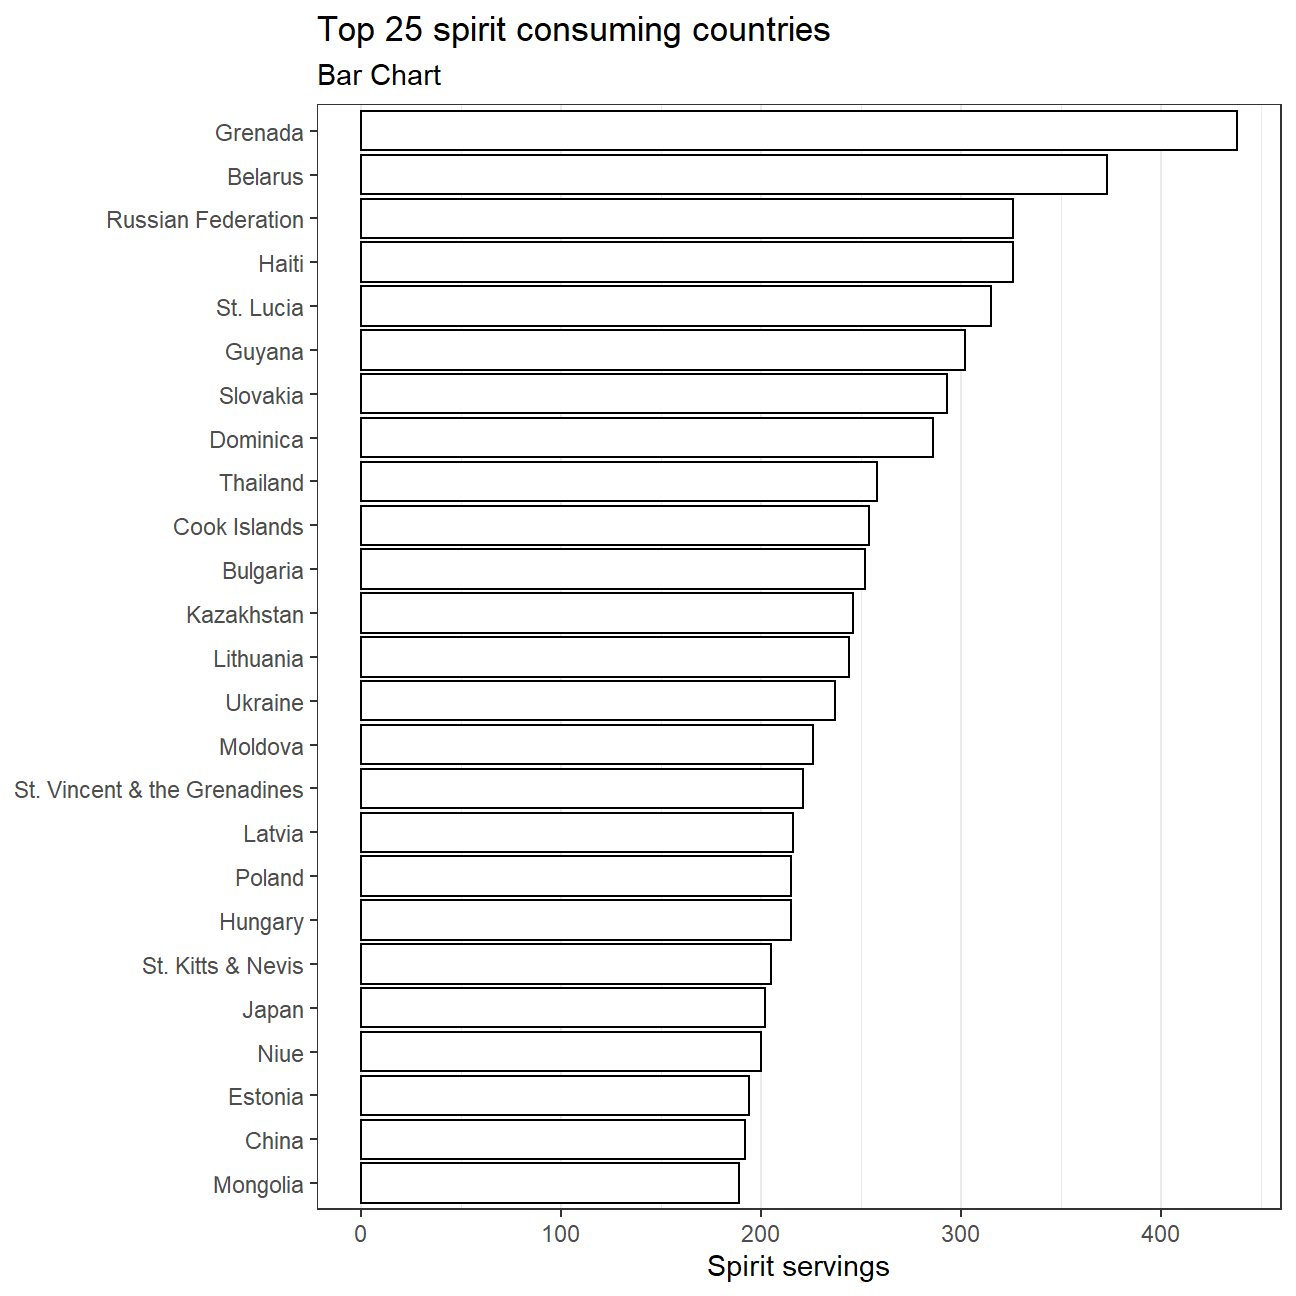 Top 25 spirit consuming countries
Bar Chart
Grenada
Belarus
Russian Federation
Haiti
St. Lucia
Guyana
Slovakia
Dominica
Thailand
Cook Islands
Bulgaria
Kazakhstan
Lithuania
Ukraine
Moldova
St. Vincent & the Grenadines
Latvia
Poland
Hungary
St. Kitts & Nevis
Japan
Niue
Estonia
China
Mongolia
0 100 200 300 400
Spirit servings